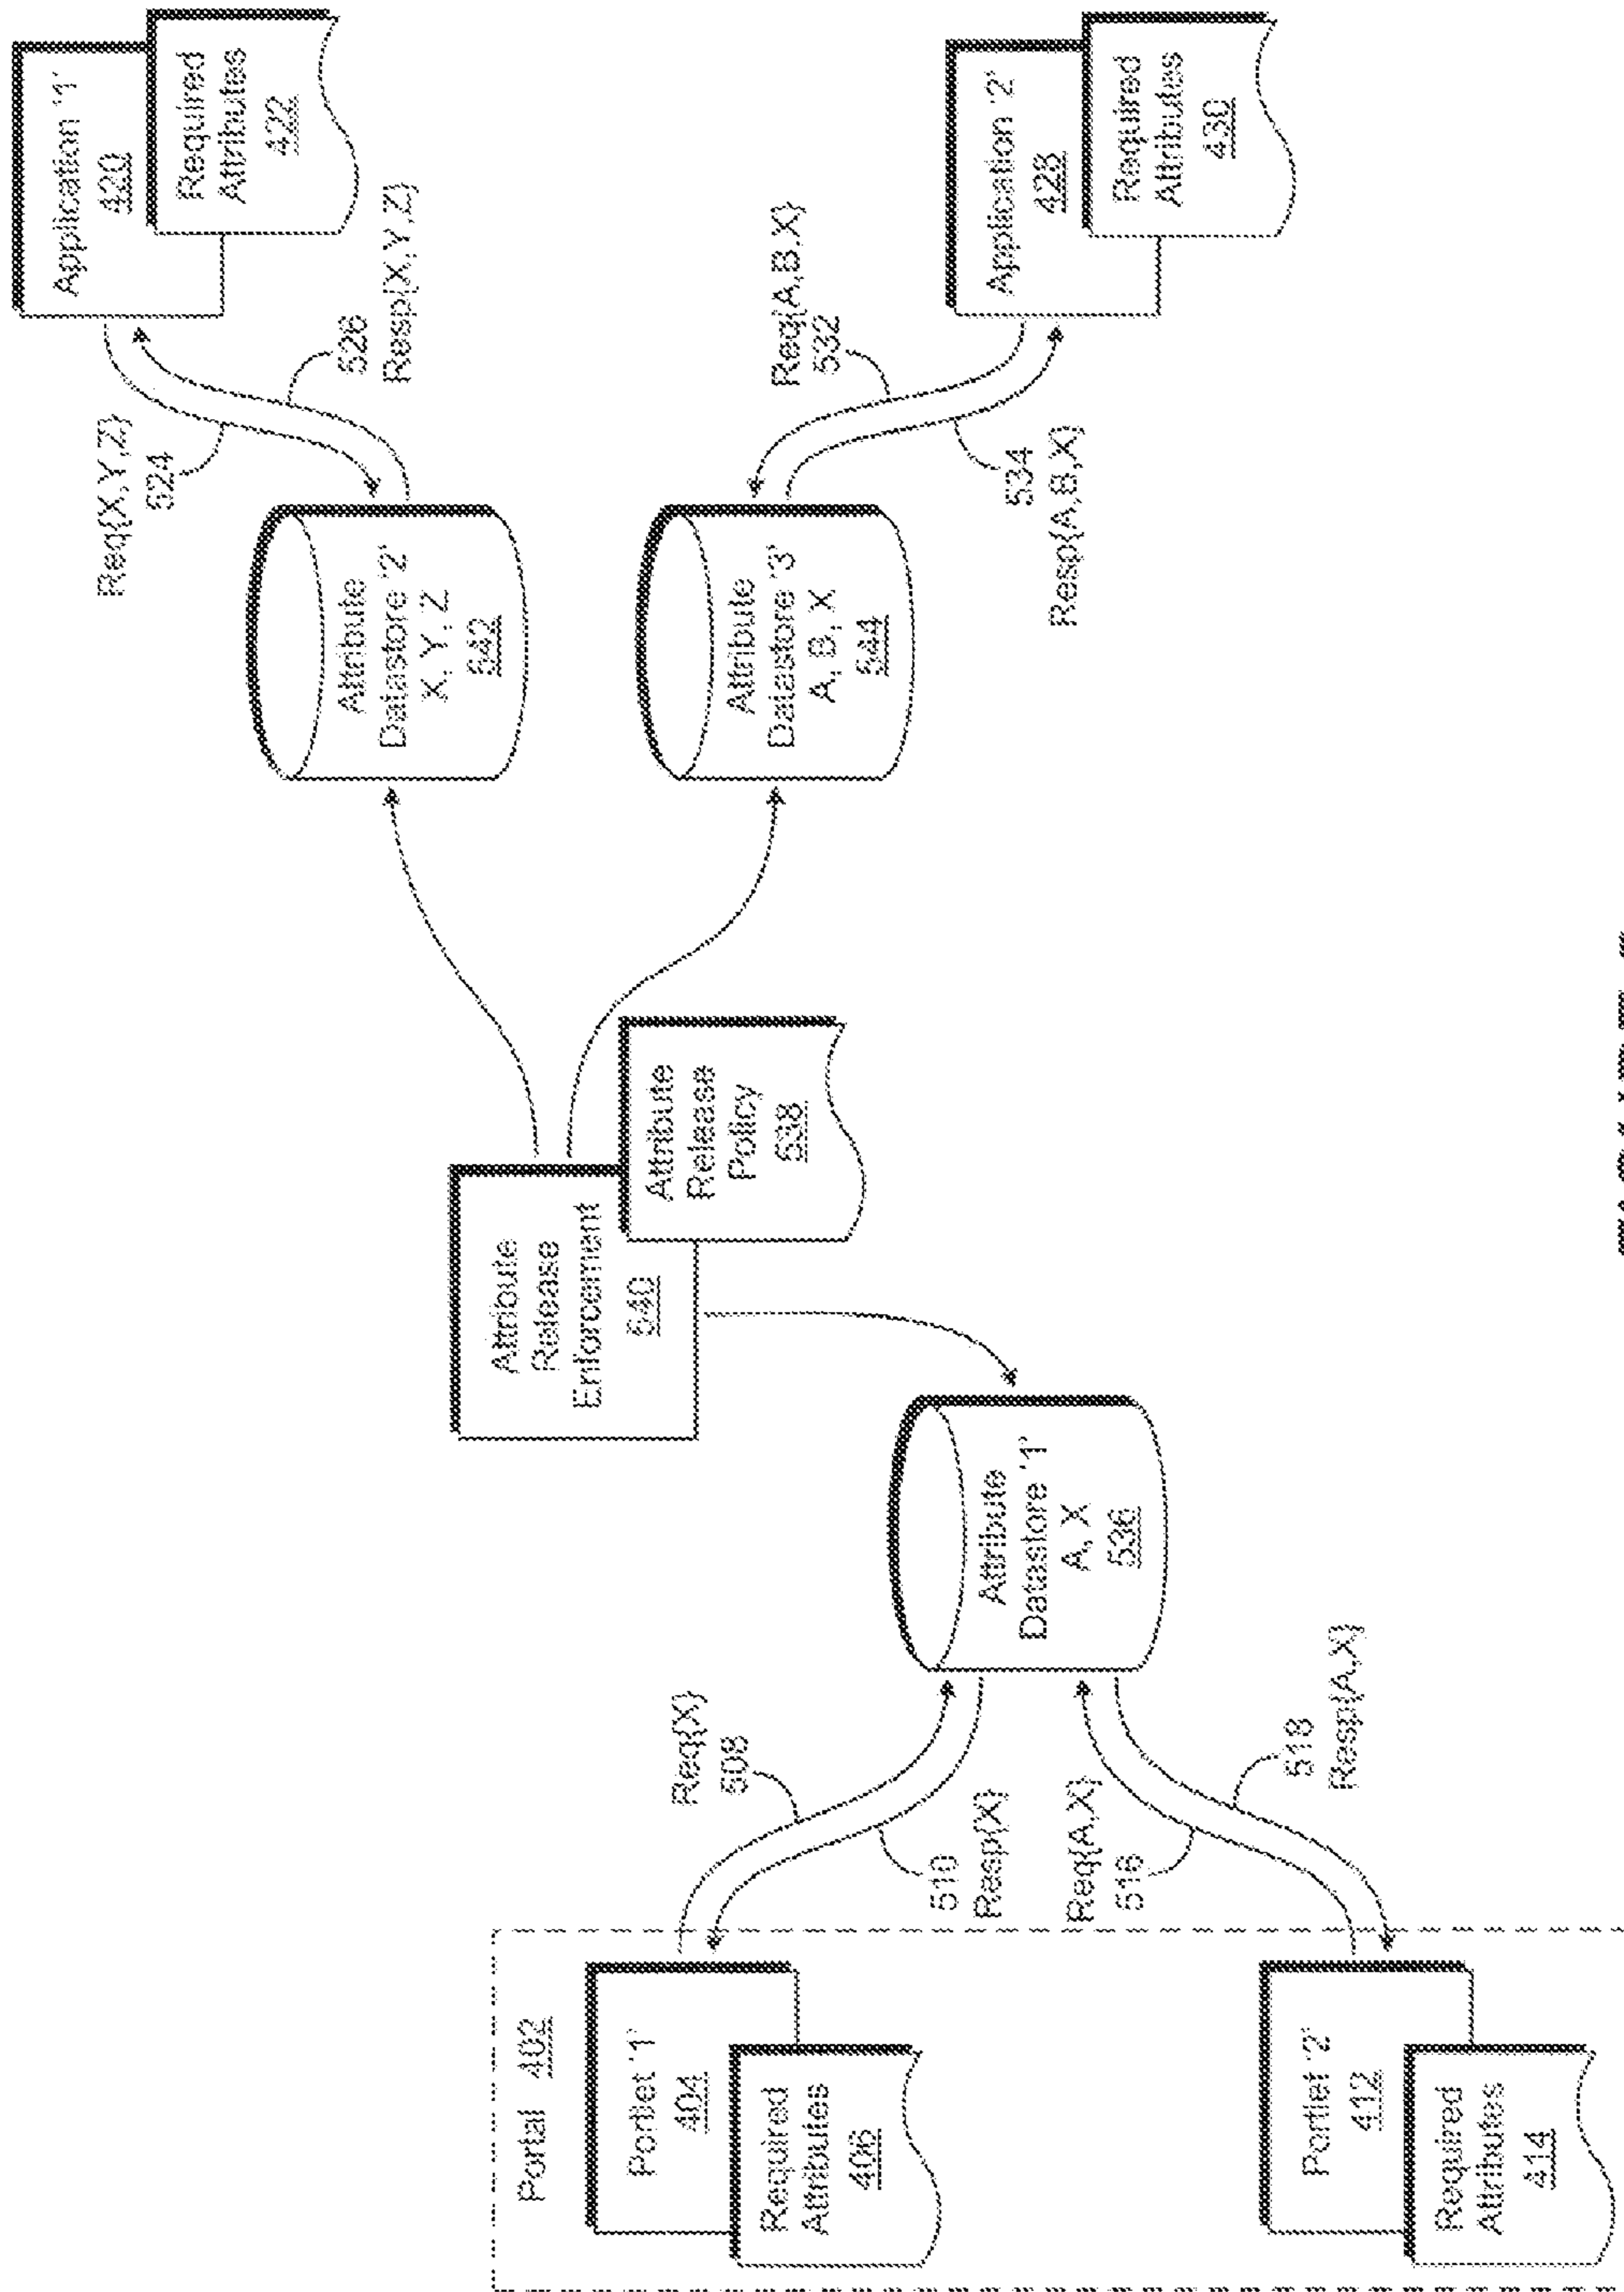 Portal 402
Portlet '1'
404
Required
Attributes
406
Portlet '2'
412
Required
Attributes
414
Req{X}
508
510
Resp{X}
Req{A,X}
516
518
Resp{A,X}
Attribute
Datastore '1'
A, X
536
Attribute
Release
Enforcement
540
Attribute
Release
Policy
538
Attribute
Datastore '2'
X, Y, Z
542
Attribute
Datastore '3'
A, B, X
544
Req{X,Y,Z}
524
526
Resp{X,Y,Z}
Req{A,B,X}
532
534
Resp{A,B,X}
Application '1'
420
Required
Attributes
422
Application '2'
428
Required
Attributes
430